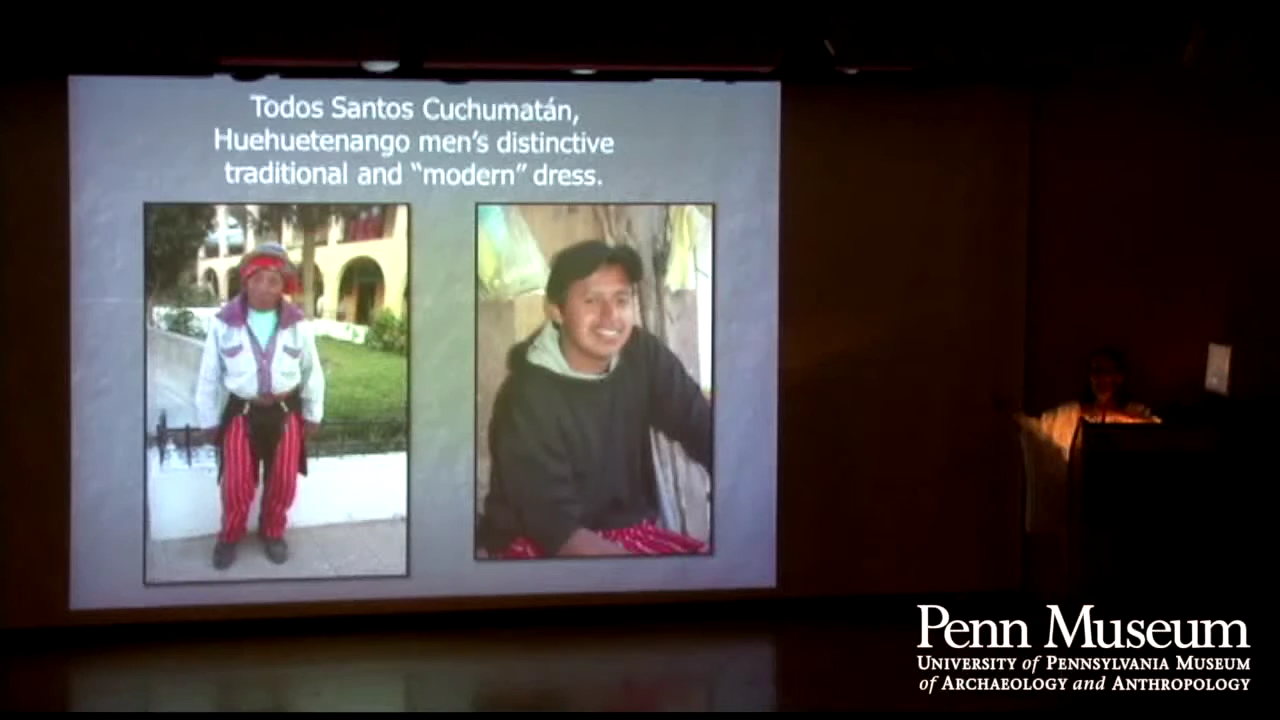 Todos Santos Cuchumatán,
Huehuetenango men's distinctive
traditional and “modern” dress.
Penn Museum
UNIVERSITY of PENNSYLVANIA MUSEUM
of ARCHAEOLOGY and ANTHROPOLOGY